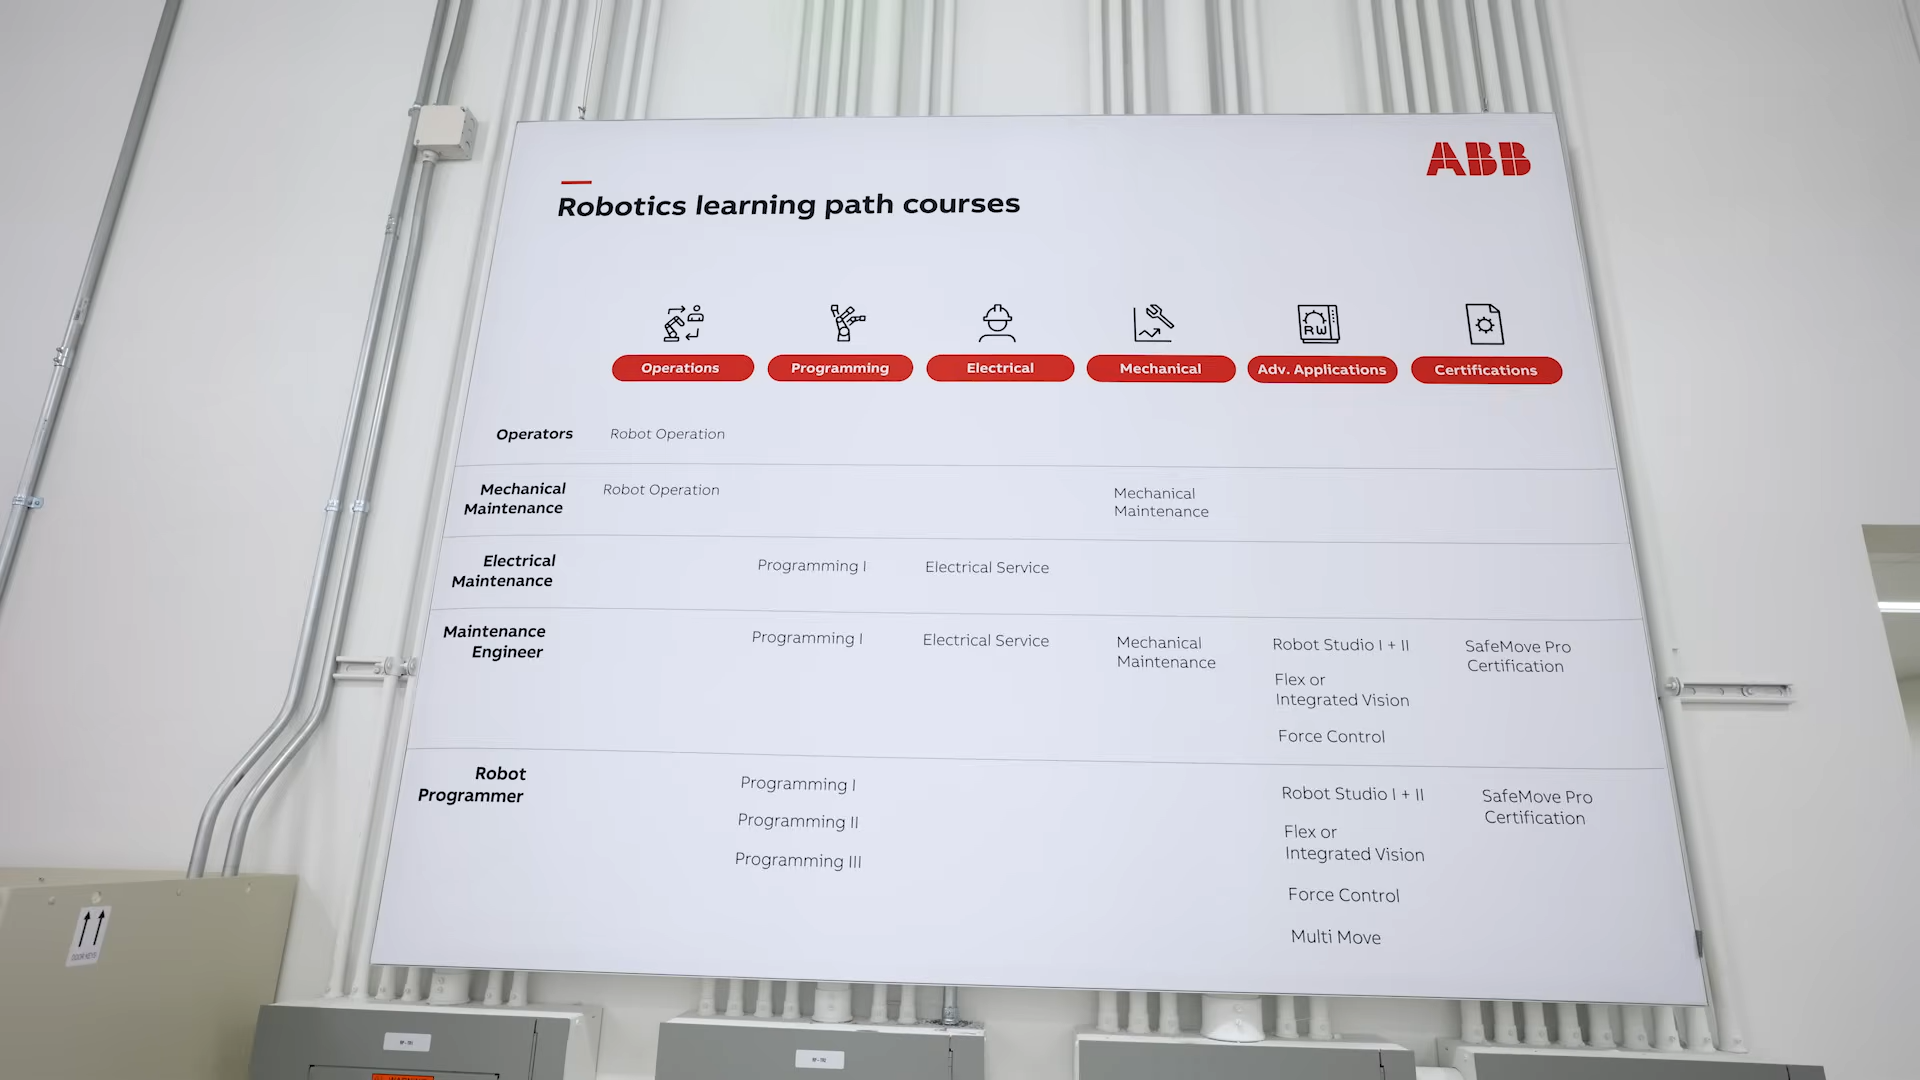 ABB
Robotics learning path courses
RW
Operations Programming Electrical Mechanical Adv. Applications Certifications
Operators Robot Operation
Mechanical
Maintenance
Robot Operation
Mechanical
Maintenance
Electrical
Maintenance
Programming I
Electrical Service
Maintenance
Engineer
Programming I
Electrical Service
Mechanical
Maintenance
Robot Studio I + II
Flex or
Integrated Vision
Force Control
SafeMove Pro
Certification
Robot
Programmer
Programming I
Programming II
Programming III
Robot Studio I + II
Flex or
Integrated Vision
Force Control
Multi Move
SafeMove Pro
Certification